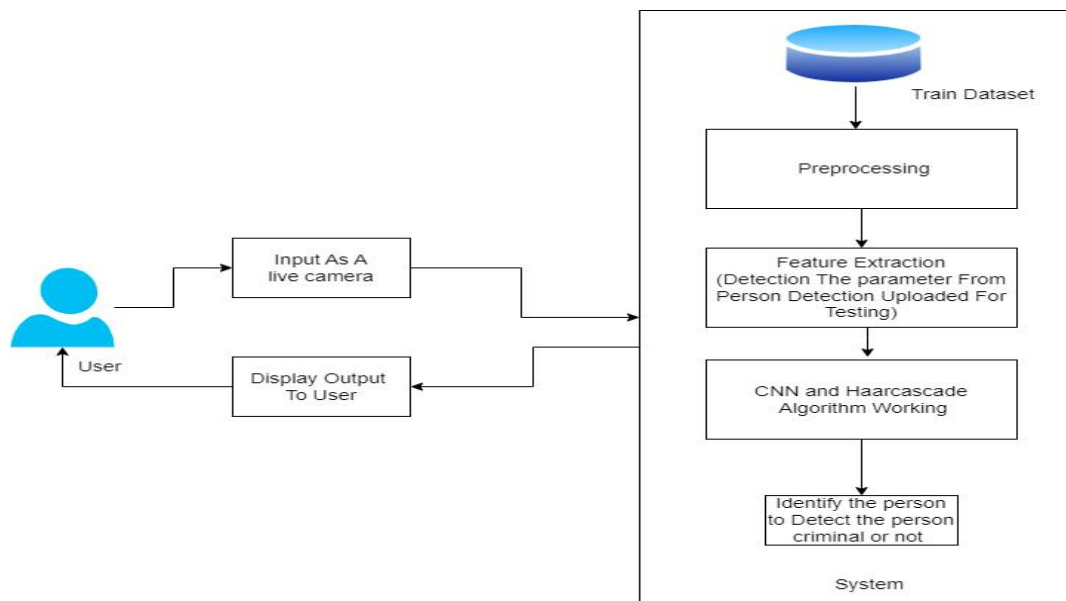 Train Dataset
Preprocessing
Feature Extraction
(Detection The parameter From
Person Detection Uploaded For
Testing)
CNN and Haarcascade
Algorithm Working
Identify the person
to Detect the person
criminal or not
System
Input As A
live camera
User
Display Output
To User